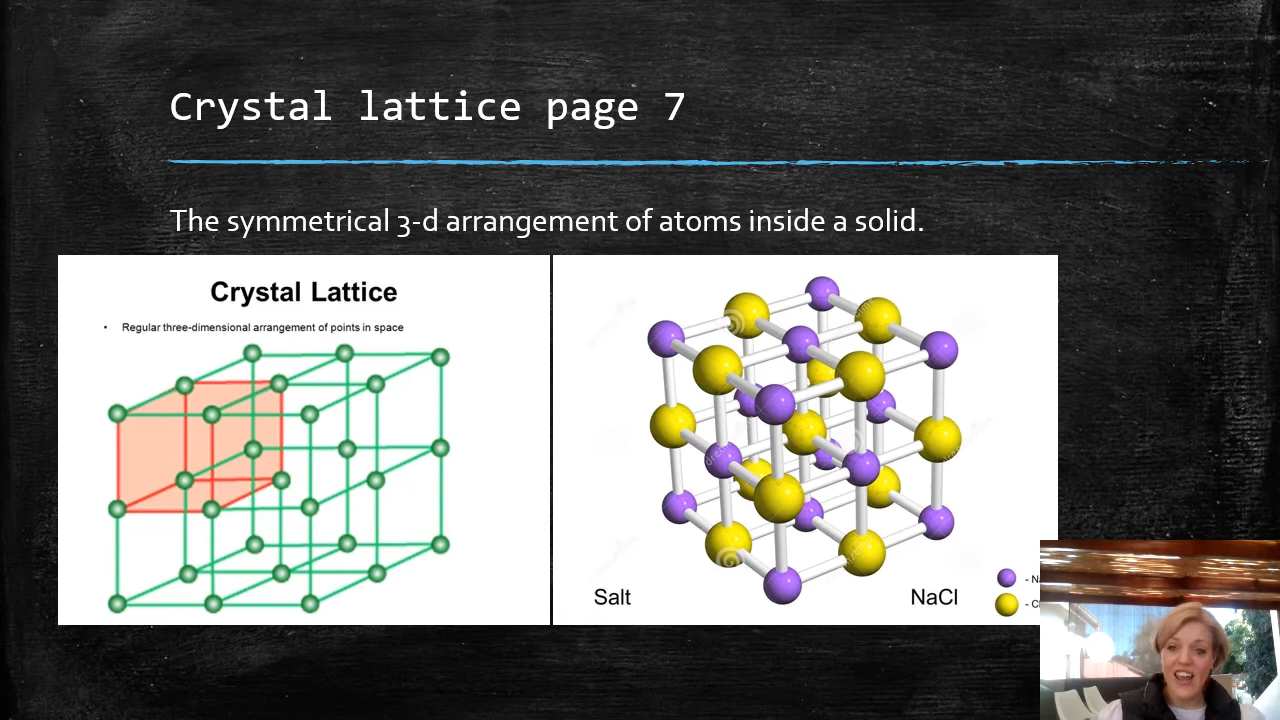 Crystal lattice page 7
The symmetrical 3-d arrangement of atoms inside a solid.
Crystal Lattice
• Regular three-dimensional arrangement of points in space
Salt
NaCl
- N
- C